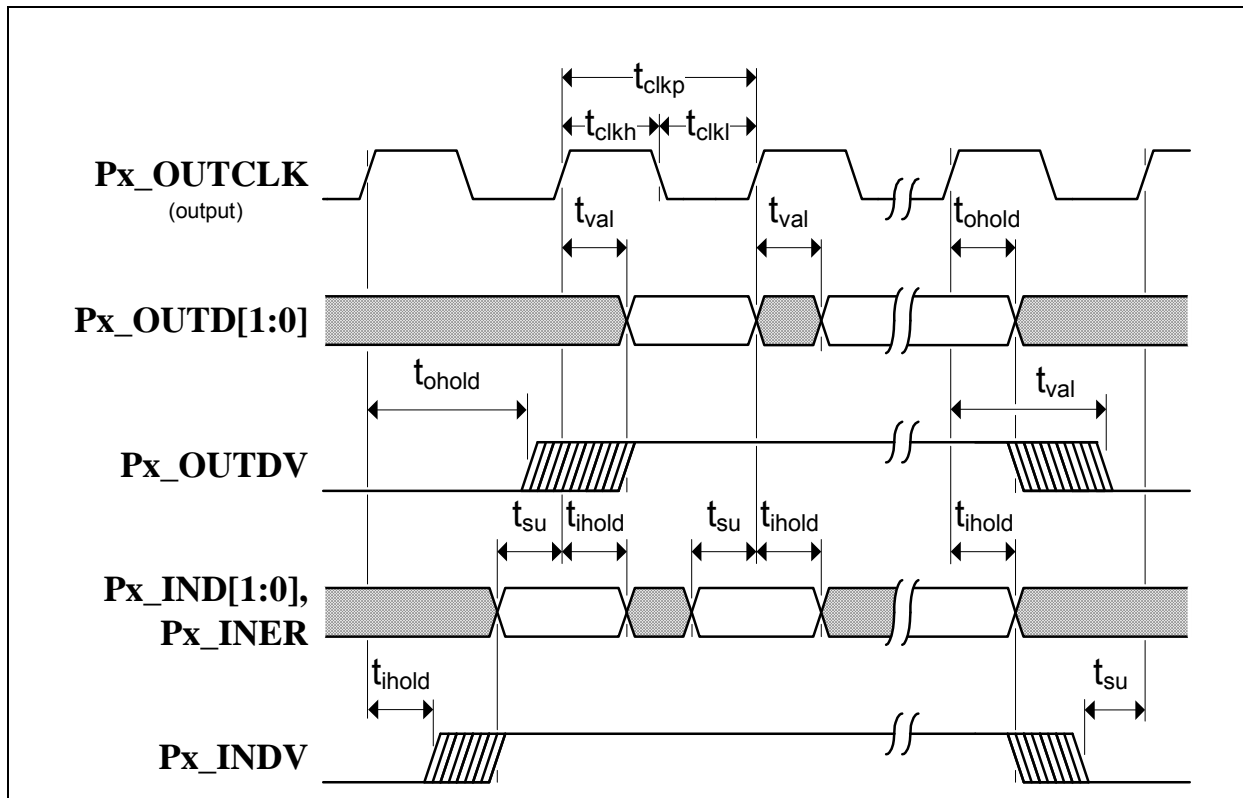 tclkp
tclkh tclkl
Px_OUTCLK
(output)
tval tval tohold
Px_OUTD[1:0]
tohold tval
Px_OUTDV
tsu tihold tsu tihold tihold
Px_IND[1:0],
Px_INER
tihold tsu
Px_INDV